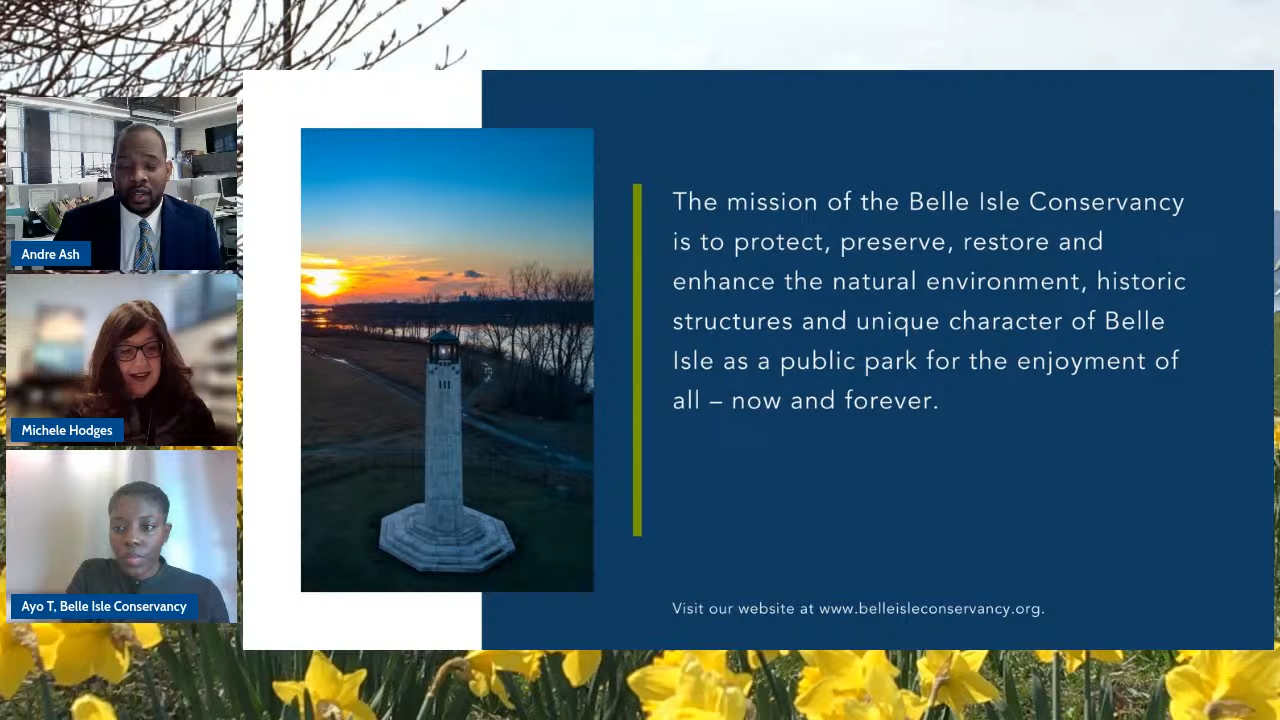 Andre Ash
Michele Hodges
Ayo T, Belle Isle Conservancy
The mission of the Belle Isle Conservancy
is to protect, preserve, restore and
enhance the natural environment, historic
structures and unique character of Belle
Isle as a public park for the enjoyment of
all – now and forever.
Visit our website at www.belleisleconservancy.org.